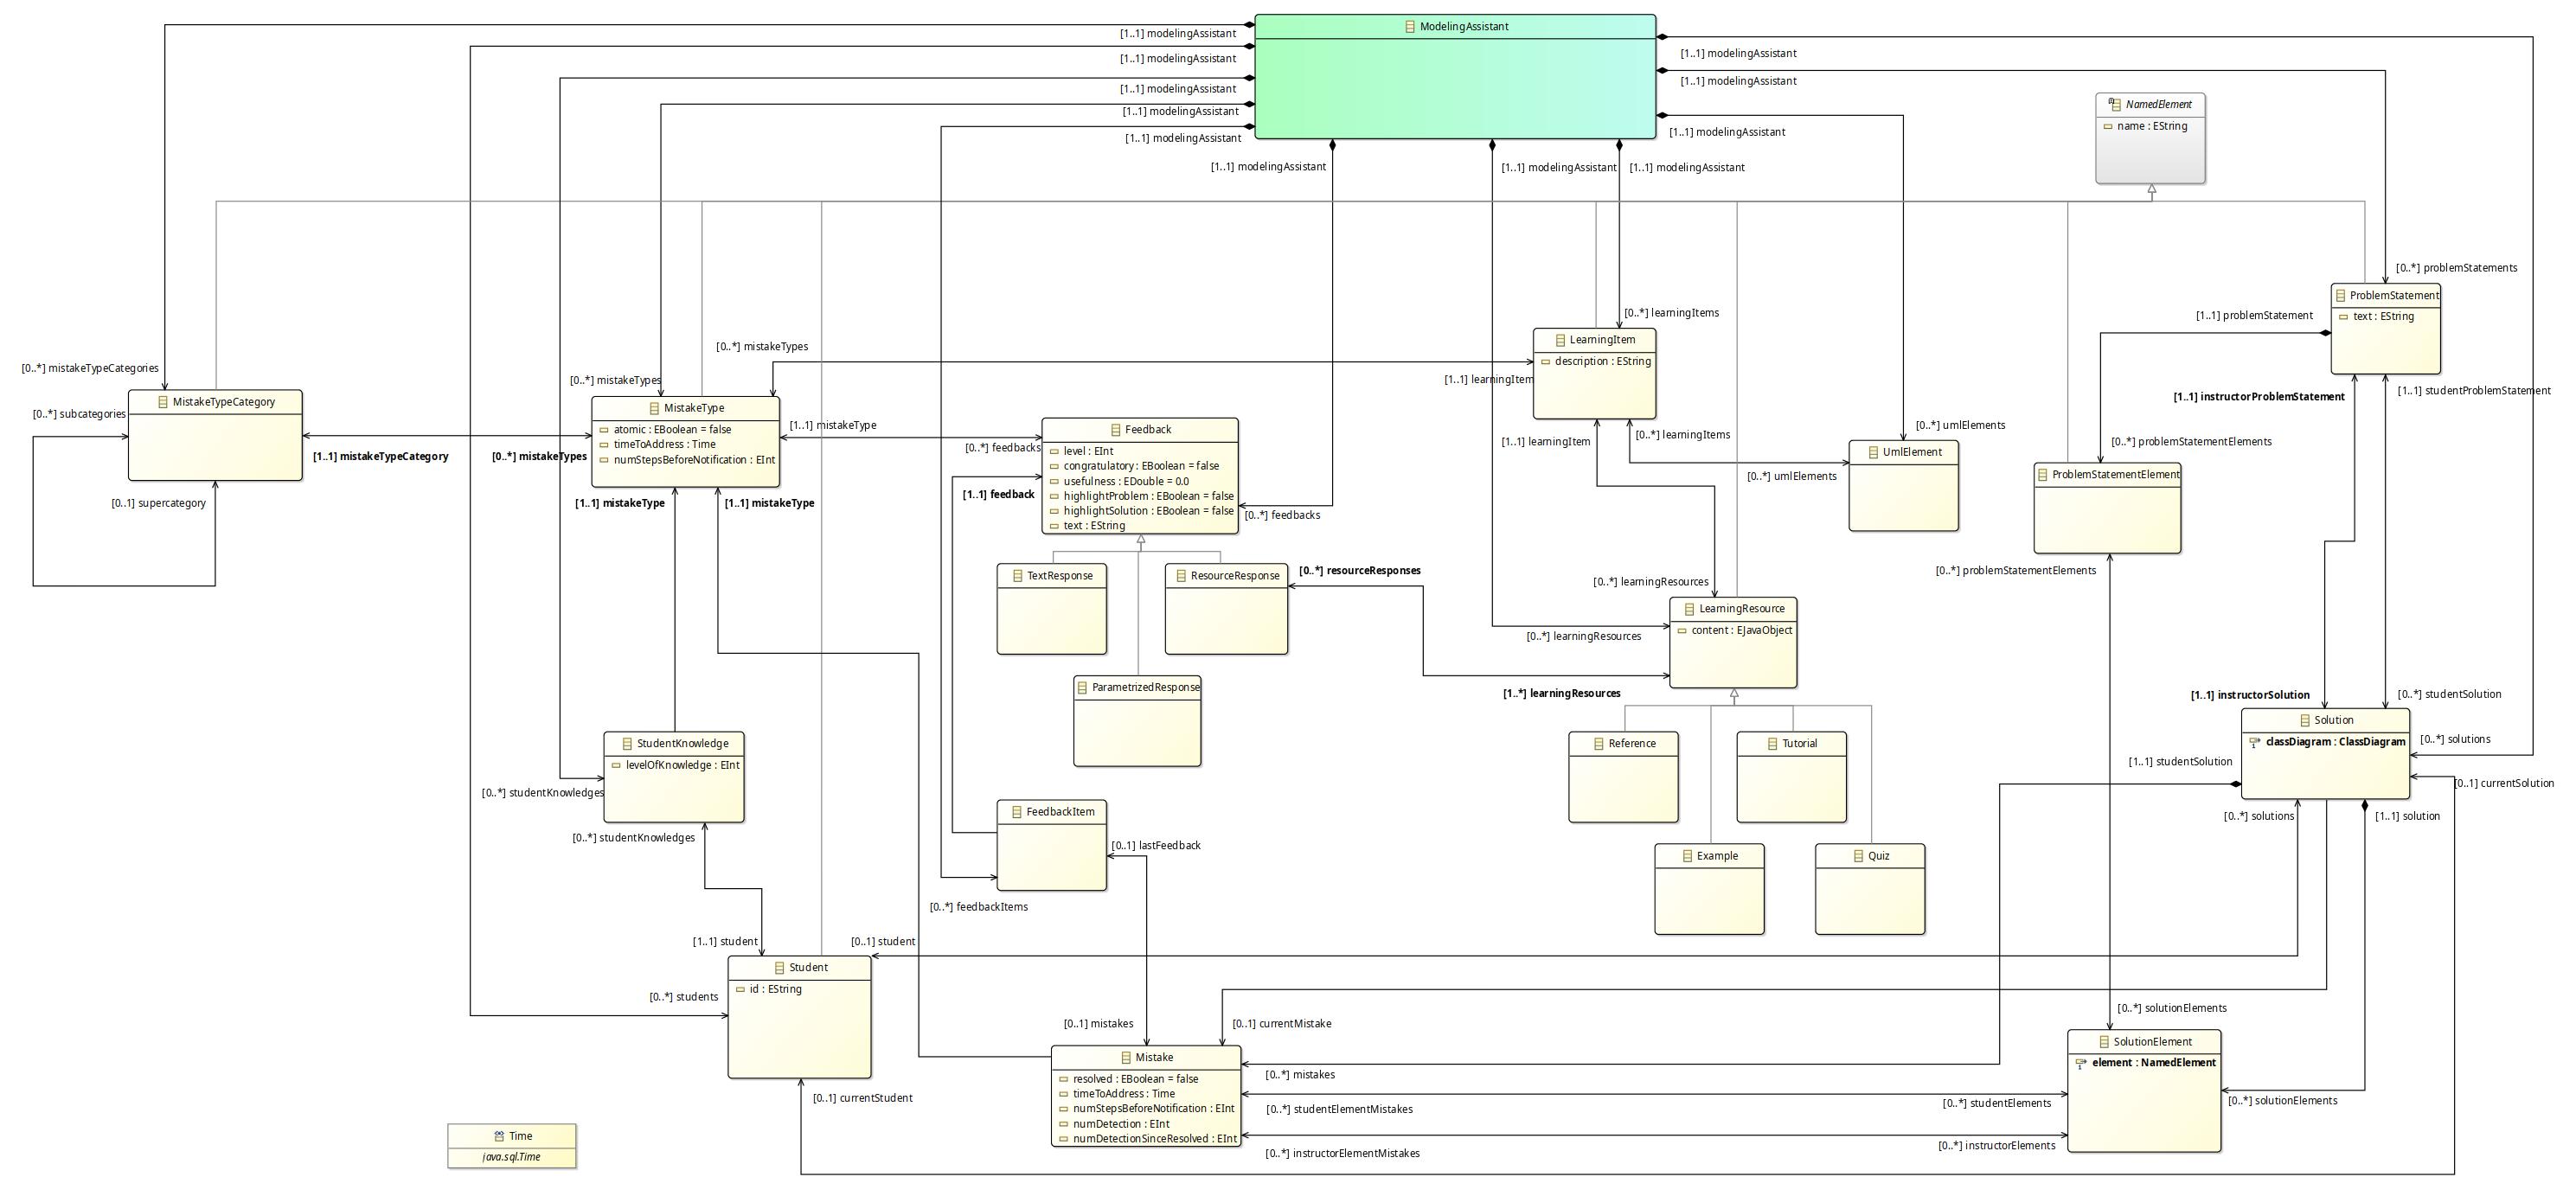 ModelingAssistant
[1..1] modelingAssistant
[1..1] modelingAssistant
[1..1] modelingAssistant
[1..1] modelingAssistant
[1..1] modelingAssistant
[1..1] modelingAssistant
[1..1] modelingAssistant
[1..1] modelingAssistant
[1..1] modelingAssistant
[1..1] modelingAssistant
[1..1] modelingAssistant
NamedElement
name : EString
[0..*] problemStatements
ProblemStatement
text : EString
[1..1] problemStatement
[0..*] learningItems
LearningItem
description : EString
[0..*] mistakeTypes
[1..1] learningItem
[0..*] mistakeTypeCategories
MistakeTypeCategory
[0..*] subcategories
[0..1] supercategory
[1..1] mistakeTypeCategory
[0..*] mistakeTypes
[0..*] mistakeTypes
MistakeType
atomic : EBoolean = false
timeToAddress : Time
numStepsBeforeNotification : EInt
[1..1] mistakeType
[1..1] mistakeType
[1..1] mistakeType
[0..*] feedbacks
Feedback
level : EInt
congratulatory : EBoolean = false
usefulness : EDouble = 0.0
highlightProblem : EBoolean = false
highlightSolution : EBoolean = false
text : EString
[1..1] feedback
[0..*] feedbacks
[1..1] learningItem
[0..*] learningItems
[0..*] umlElements
[0..*] umlElements
UmlElement
[1..1] instructorProblemStatement
[1..1] studentProblemStatement
[0..*] problemStatementElements
ProblemStatementElement
[0..*] problemStatementElements
TextResponse
ResourceResponse
[0..*] resourceResponses
ParametrizedResponse
[0..*] learningResources
LearningResource
content : EJavaObject
[0..*] learningResources
[1..*] learningResources
Reference
Tutorial
Example
Quiz
[1..1] instructorSolution
[0..*] studentSolution
Solution
classDiagram : ClassDiagram
[0..*] solutions
[1..1] studentSolution
[0..1] currentSolution
[0..*] solutions
[1..1] solution
StudentKnowledge
levelOfKnowledge : EInt
[0..*] studentKnowledges
[0..*] studentKnowledges
FeedbackItem
[0..1] lastFeedback
[0..*] feedbackItems
[1..1] student
[0..1] student
Student
id : EString
[0..*] students
[0..1] currentStudent
[0..1] mistakes
[0..1] currentMistake
Mistake
resolved : EBoolean = false
timeToAddress : Time
numStepsBeforeNotification : EInt
numDetection : EInt
numDetectionSinceResolved : EInt
[0..*] mistakes
[0..*] studentElementMistakes
[0..*] instructorElementMistakes
[0..*] solutionElements
SolutionElement
element : NamedElement
[0..*] studentElements
[0..*] instructorElements
[0..*] solutionElements
Time
java.sql.Time